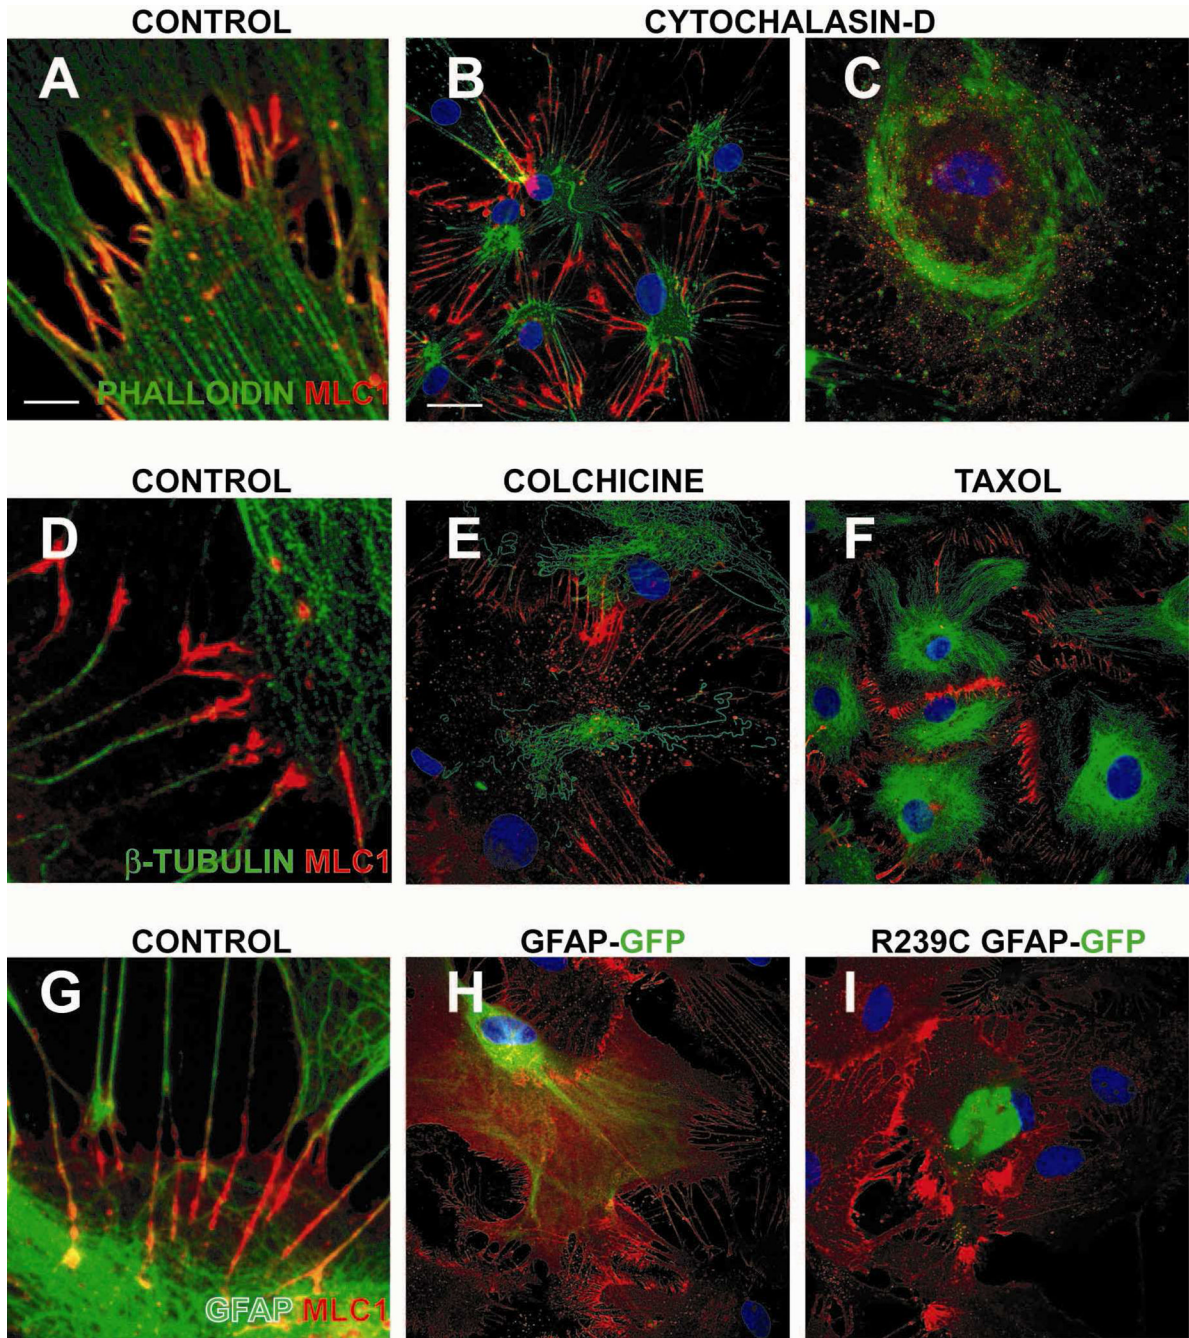 CONTROL CYTOCHALASIN-D
A B C
PHALLOIDIN MLC1
CONTROL COLCHICINE TAXOL
D E F
β-TUBULIN MLC1
CONTROL GFAP-GFP R239C GFAP-GFP
G H I
GFAP MLC1